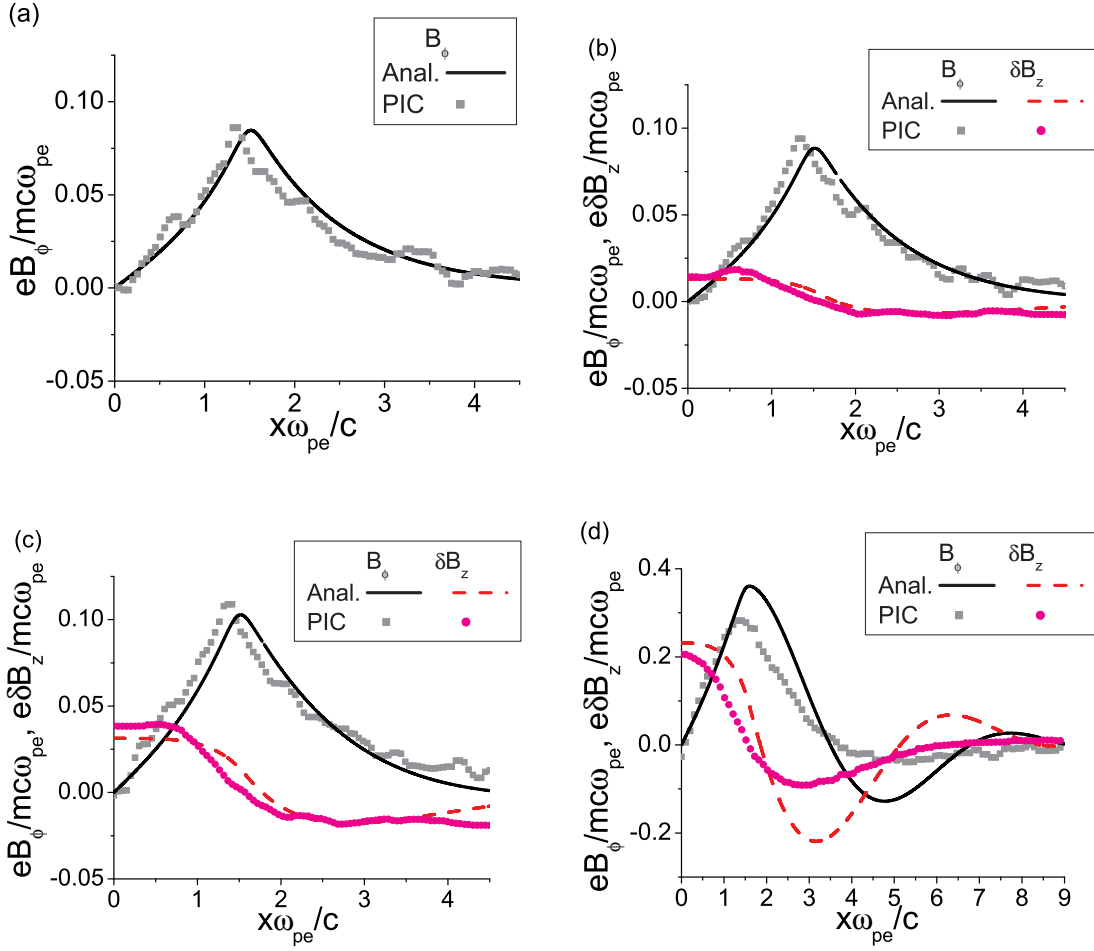 (a)
B_ϕ
Anal.
PIC
eB_ϕ/mcω_pe
0.10
0.05
0.00
-0.05
0 1 2 3 4
xω_pe/c
(b)
B_ϕ δB_z
Anal.
PIC
eB_ϕ/mcω_pe, eδB_z/mcω_pe
0.10
0.05
0.00
-0.05
0 1 2 3 4
xω_pe/c
(c)
B_ϕ δB_z
Anal.
PIC
eB_ϕ/mcω_pe, eδB_z/mcω_pe
0.10
0.05
0.00
-0.05
0 1 2 3 4
xω_pe/c
(d)
B_ϕ δB_z
Anal.
PIC
eB_ϕ/mcω_pe, eδB_z/mcω_pe
0.4
0.2
0.0
-0.2
0 1 2 3 4 5 6 7 8 9
xω_pe/c